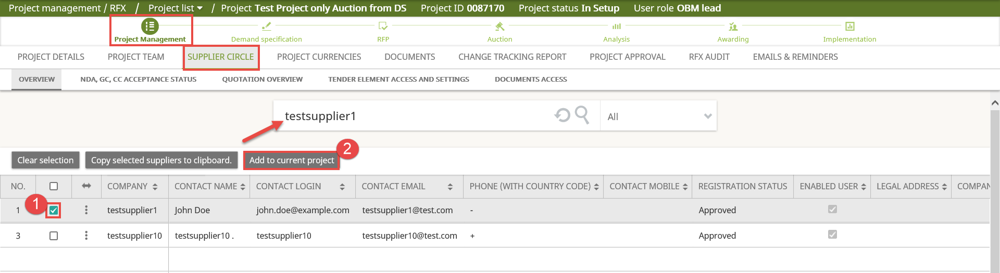 Project management / RFX / Project list / Project Test Project only Auction from DS Project ID 0087170 Project status In Setup User role OBM lead
Project Management Demand specification RFP Auction Analysis Awarding Implementation
PROJECT DETAILS PROJECT TEAM SUPPLIER CIRCLE PROJECT CURRENCIES DOCUMENTS CHANGE TRACKING REPORT PROJECT APPROVAL RFX AUDIT EMAILS & REMINDERS
OVERVIEW NDA, GC, CC ACCEPTANCE STATUS QUOTATION OVERVIEW TENDER ELEMENT ACCESS AND SETTINGS DOCUMENTS ACCESS
testsupplier1 All
2
Clear selection Copy selected suppliers to clipboard. Add to current project
NO. COMPANY CONTACT NAME CONTACT LOGIN CONTACT EMAIL PHONE (WITH COUNTRY CODE) CONTACT MOBILE REGISTRATION STATUS ENABLED USER LEGAL ADDRESS COMPAN
1
1 testsupplier1 John Doe john.doe@example.com testsupplier1@test.com - Approved
3 testsupplier10 testsupplier10 . testsupplier10 testsupplier10@test.com + Approved